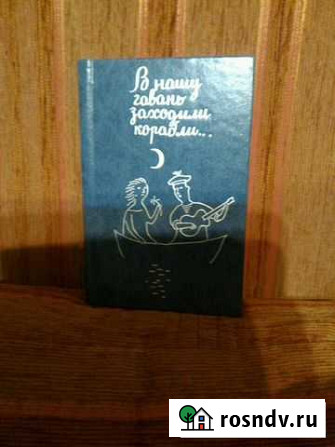 В нашу
гавань
заходили
корабли...
rosndv.ru